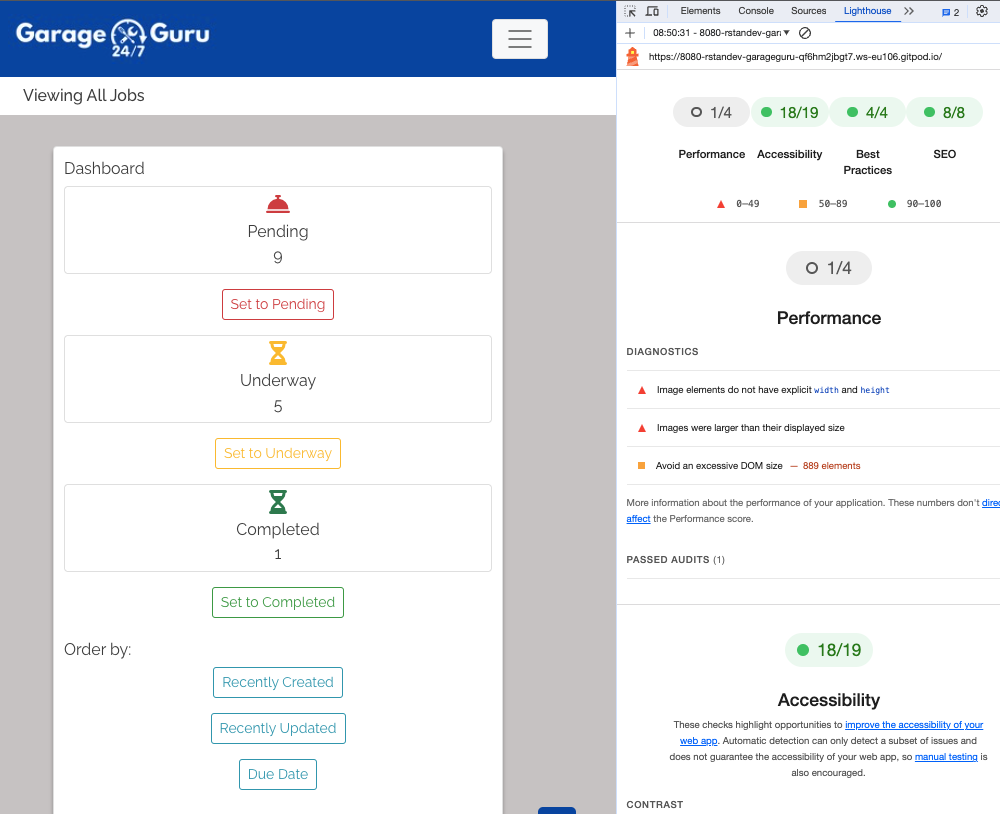 Garage Guru
24/7
Viewing All Jobs
Dashboard
Pending
9
Set to Pending
Underway
5
Set to Underway
Completed
1
Set to Completed
Order by:
Recently Created
Recently Updated
Due Date
Elements Console Sources Lighthouse 2
08:50:31 - 8080-rstandev-gar
https://8080-rstandev-garageguru-qf6hm2jbgt7.ws-eu106.gitpod.io/
1/4 18/19 4/4 8/8
Performance Accessibility Best Practices SEO
0–49 50–89 90–100
1/4
Performance
DIAGNOSTICS
Image elements do not have explicit width and height
Images were larger than their displayed size
Avoid an excessive DOM size — 889 elements
More information about the performance of your application. These numbers don't direc
affect the Performance score.
PASSED AUDITS (1)
18/19
Accessibility
These checks highlight opportunities to improve the accessibility of your
web app. Automatic detection can only detect a subset of issues and
does not guarantee the accessibility of your web app, so manual testing is
also encouraged.
CONTRAST